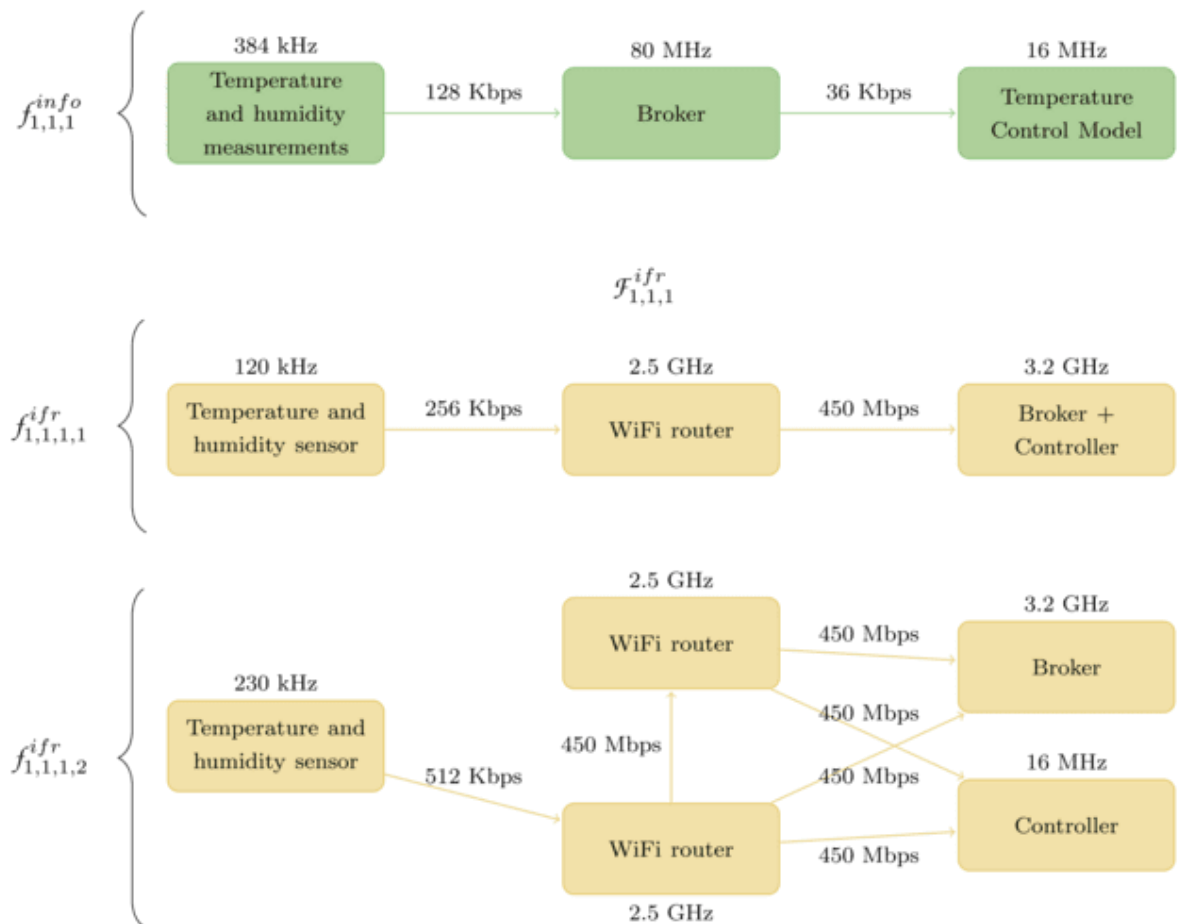 384 kHz
80 MHz
16 MHz
f^{info}_{1,1,1}
Temperature
and humidity
measurements
128 Kbps
Broker
36 Kbps
Temperature
Control Model
ℱ^{ifr}_{1,1,1}
120 kHz
2.5 GHz
3.2 GHz
f^{ifr}_{1,1,1,1}
Temperature and
humidity sensor
256 Kbps
WiFi router
450 Mbps
Broker +
Controller
2.5 GHz
3.2 GHz
WiFi router
450 Mbps
Broker
230 kHz
f^{ifr}_{1,1,1,2}
Temperature and
humidity sensor
450 Mbps
450 Mbps
512 Kbps
450 Mbps
16 MHz
WiFi router
450 Mbps
Controller
2.5 GHz